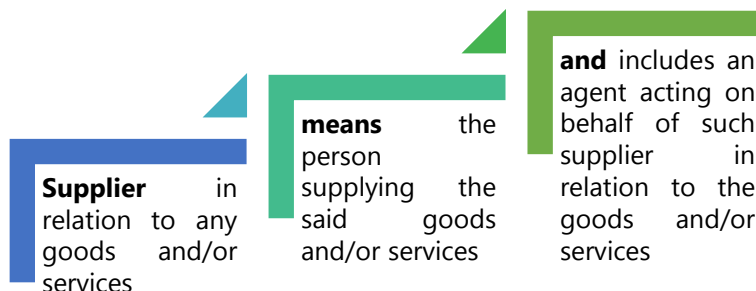 Supplier in
relation to any
goods and/or
services
means the
person
supplying the
said goods
and/or services
and includes an
agent acting on
behalf of such
supplier in
relation to the
goods and/or
services